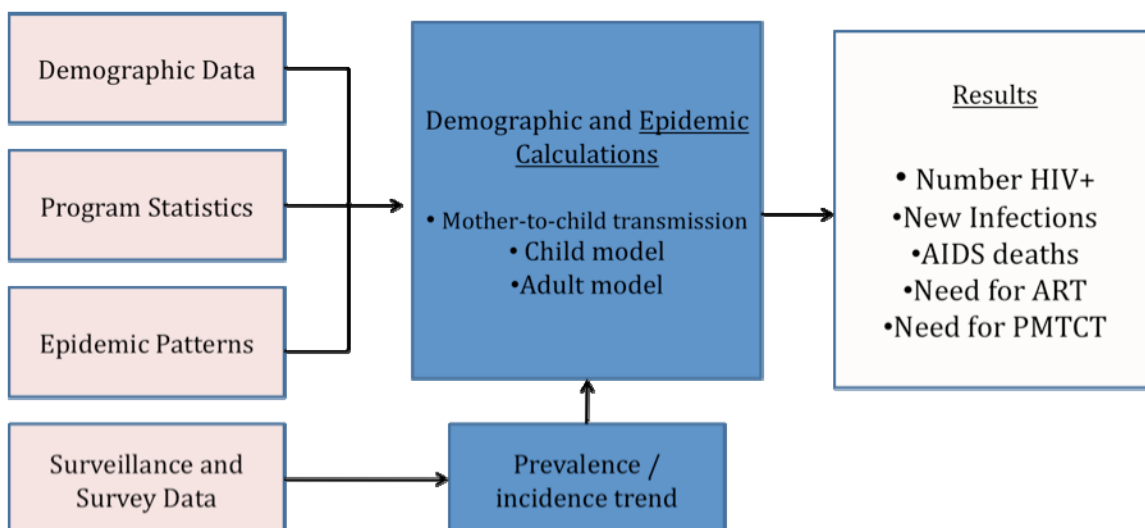 Demographic Data
Program Statistics
Epidemic Patterns
Surveillance and
Survey Data
Demographic and Epidemic
Calculations
• Mother-to-child transmission
• Child model
•Adult model
Prevalence /
incidence trend
Results
• Number HIV+
•New Infections
•AIDS deaths
•Need for ART
•Need for PMTCT